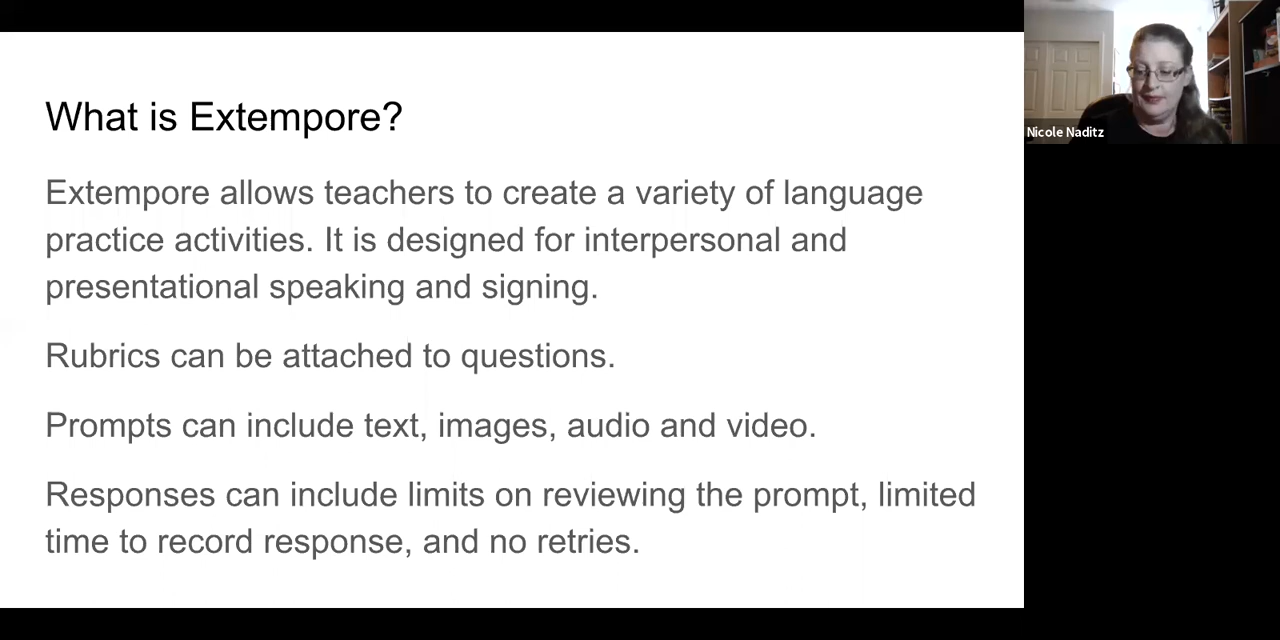 What is Extempore?
Extempore allows teachers to create a variety of language
practice activities. It is designed for interpersonal and
presentational speaking and signing.
Rubrics can be attached to questions.
Prompts can include text, images, audio and video.
Responses can include limits on reviewing the prompt, limited
time to record response, and no retries.
Nicole Naditz